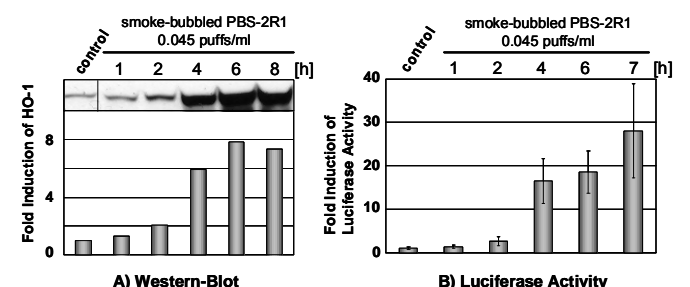 smoke-bubbled PBS-2R1
0.045 puffs/ml
control 1 2 4 6 8 [h]
Fold Induction of HO-1
8
4
0
A) Western-Blot
smoke-bubbled PBS-2R1
0.045 puffs/ml
control 1 2 4 6 7 [h]
Fold Induction of
Luciferase Activity
40
30
20
10
0
B) Luciferase Activity